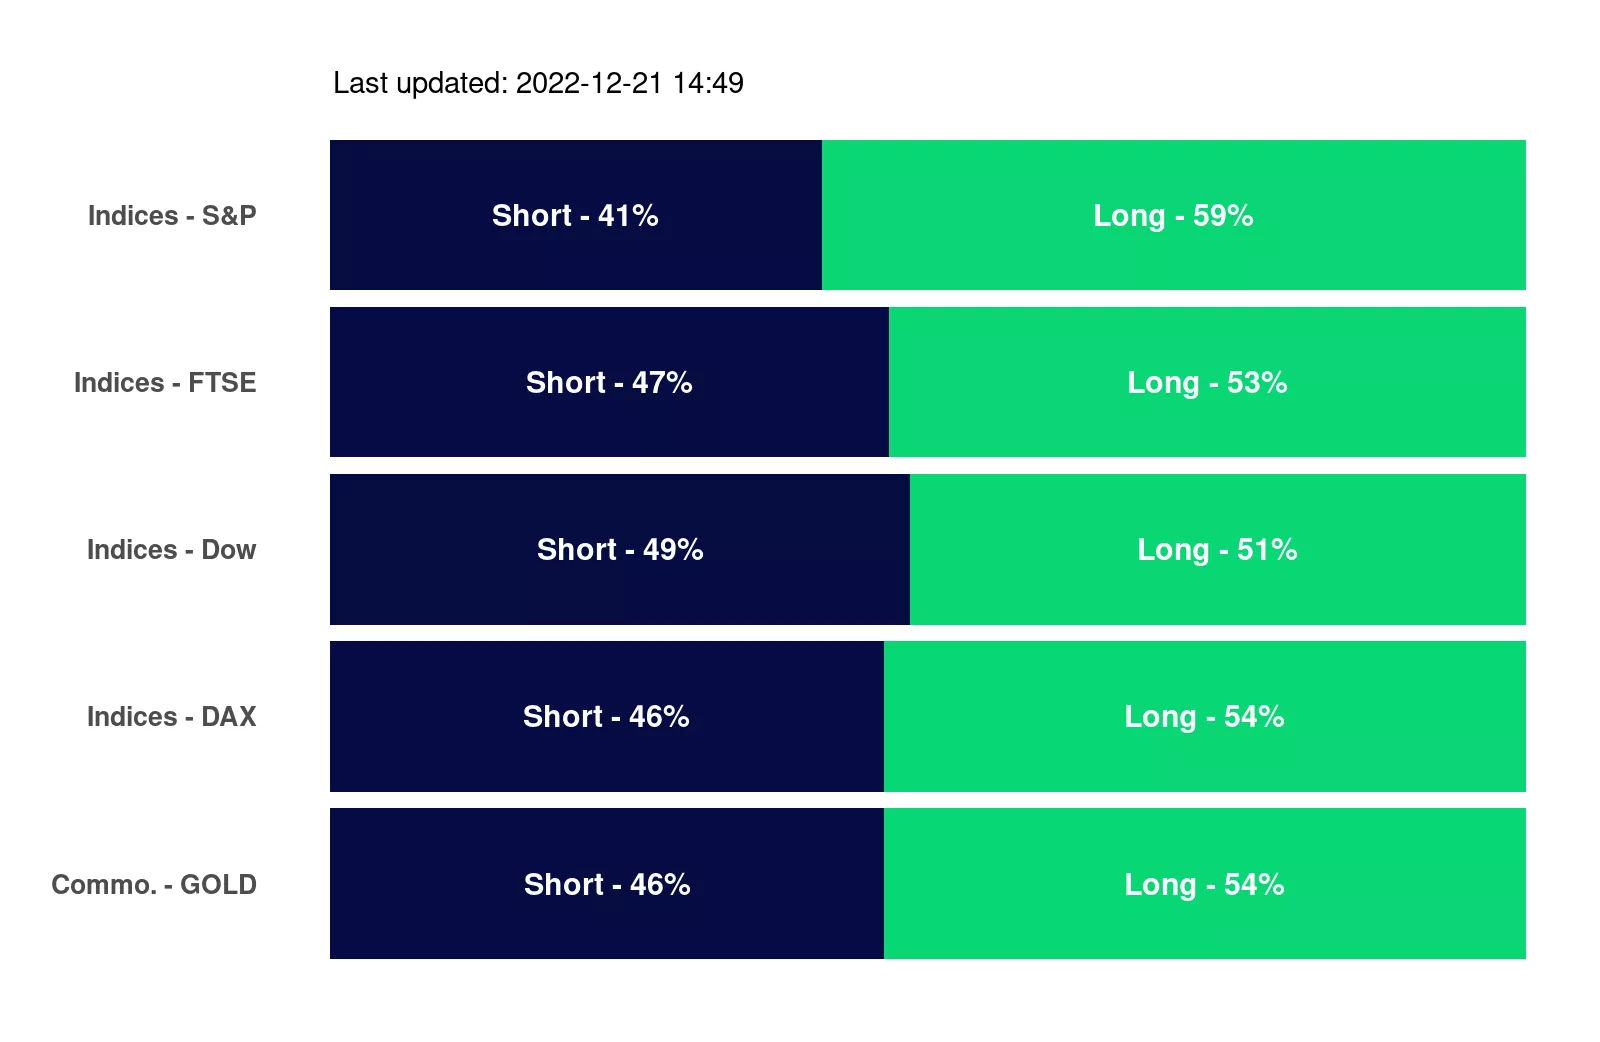 Last updated: 2022-12-21 14:49
Indices - S&P Short - 41% Long - 59%
Indices - FTSE Short - 47% Long - 53%
Indices - Dow Short - 49% Long - 51%
Indices - DAX Short - 46% Long - 54%
Commo. - GOLD Short - 46% Long - 54%